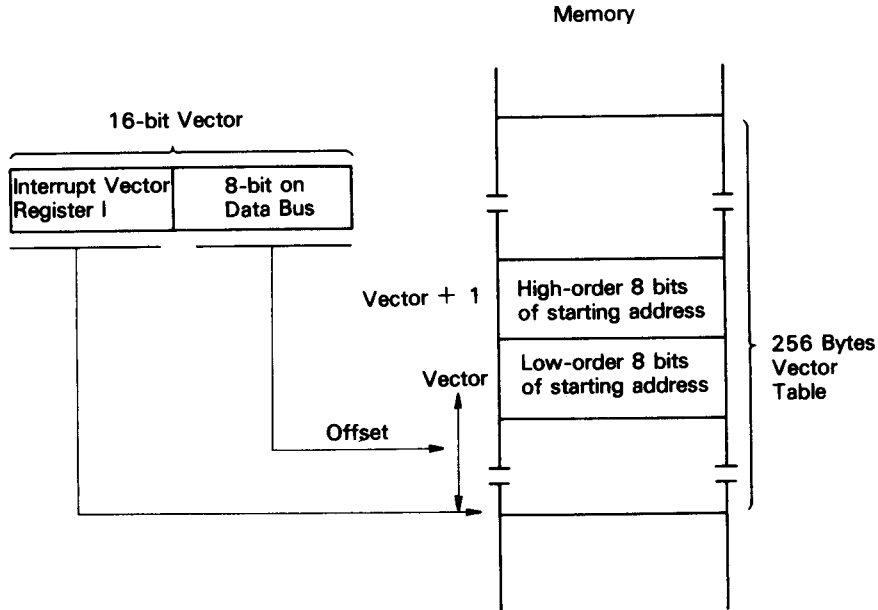 Memory
16-bit Vector
Interrupt Vector
Register I
8-bit on
Data Bus
Vector + 1
High-order 8 bits
of starting address
Vector
Low-order 8 bits
of starting address
256 Bytes
Vector
Table
Offset